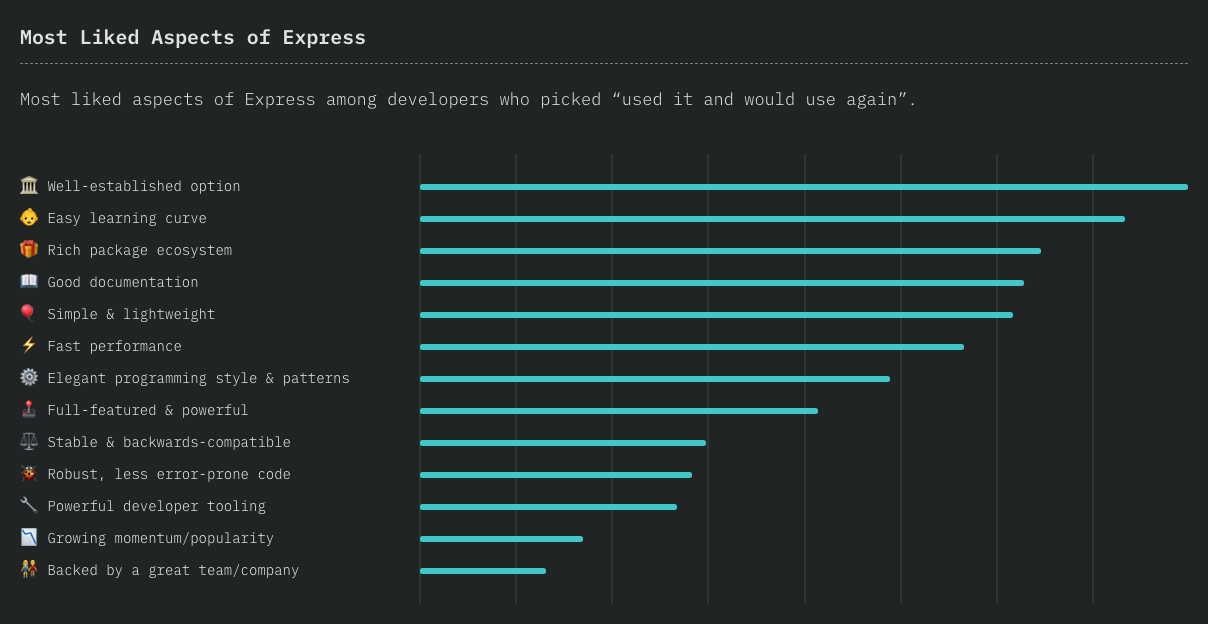 Most Liked Aspects of Express
Most liked aspects of Express among developers who picked “used it and would use again”.
Well-established option
Easy learning curve
Rich package ecosystem
Good documentation
Simple & lightweight
Fast performance
Elegant programming style & patterns
Full-featured & powerful
Stable & backwards-compatible
Robust, less error-prone code
Powerful developer tooling
Growing momentum/popularity
Backed by a great team/company